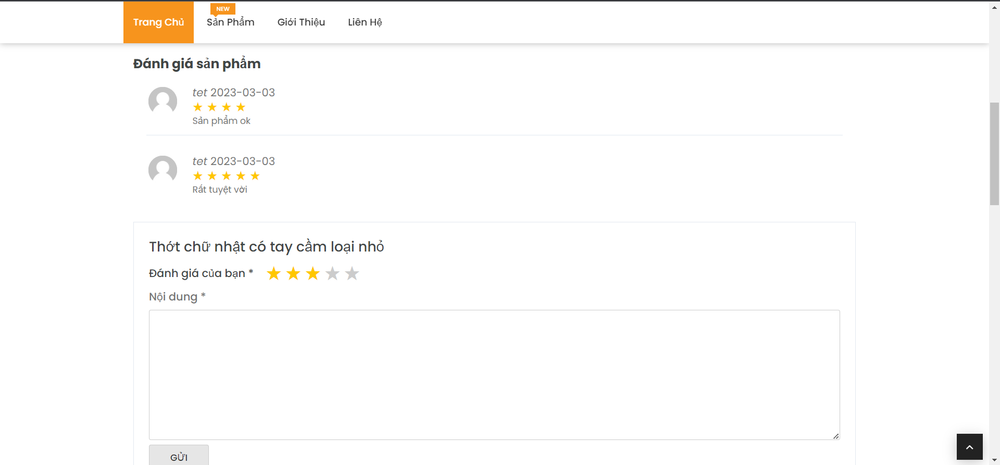 NEW
Trang Chủ Sản Phẩm Giới Thiệu Liên Hệ
Đánh giá sản phẩm
tet 2023-03-03
★ ★ ★ ★
Sản phẩm ok
tet 2023-03-03
★ ★ ★ ★ ★
Rất tuyệt vời
Thớt chữ nhật có tay cầm loại nhỏ
Đánh giá của bạn * ★ ★ ★ ★ ★
Nội dung *
GỬI